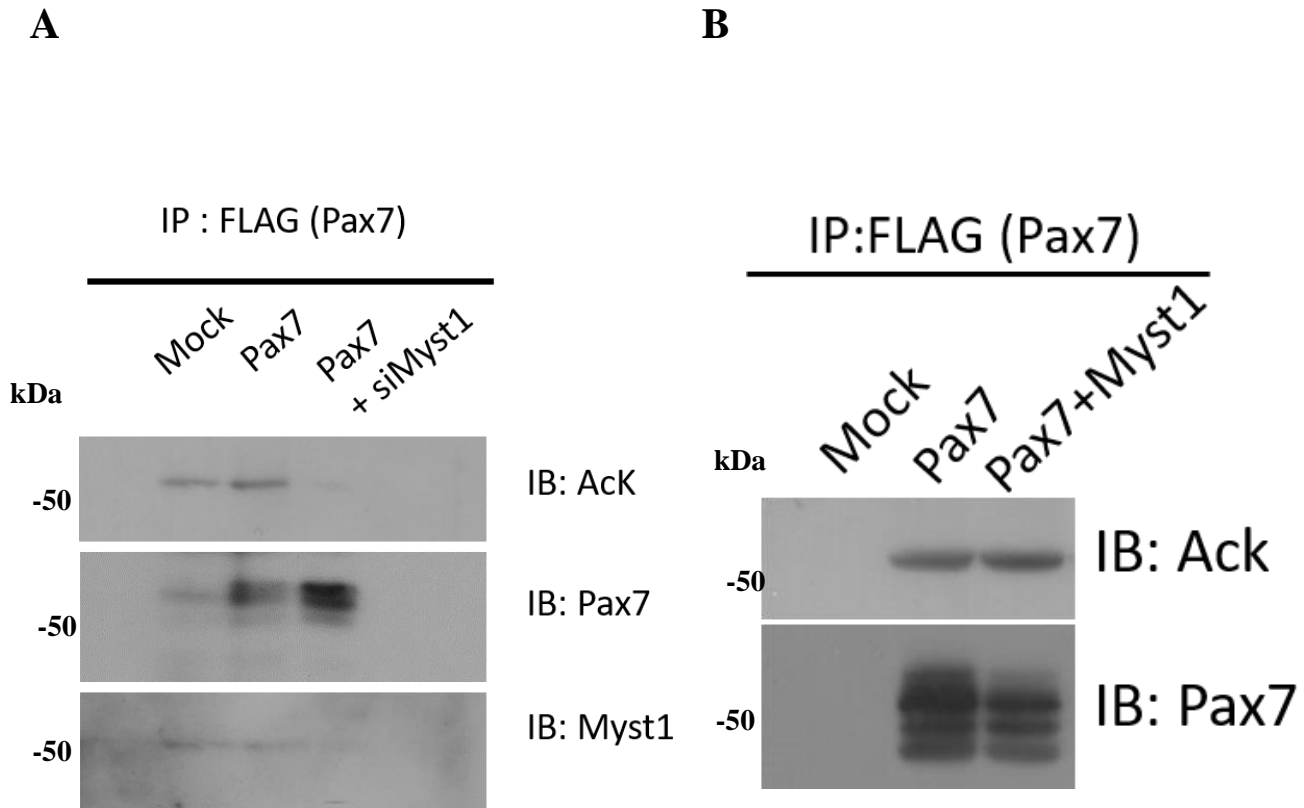 A
IP : FLAG (Pax7)
Mock
Pax7
Pax7
+ siMyst1
kDa
-50
IB: AcK
-50
IB: Pax7
-50
IB: Myst1
B
IP:FLAG (Pax7)
Mock
Pax7
Pax7+Myst1
kDa
-50
IB: Ack
-50
IB: Pax7